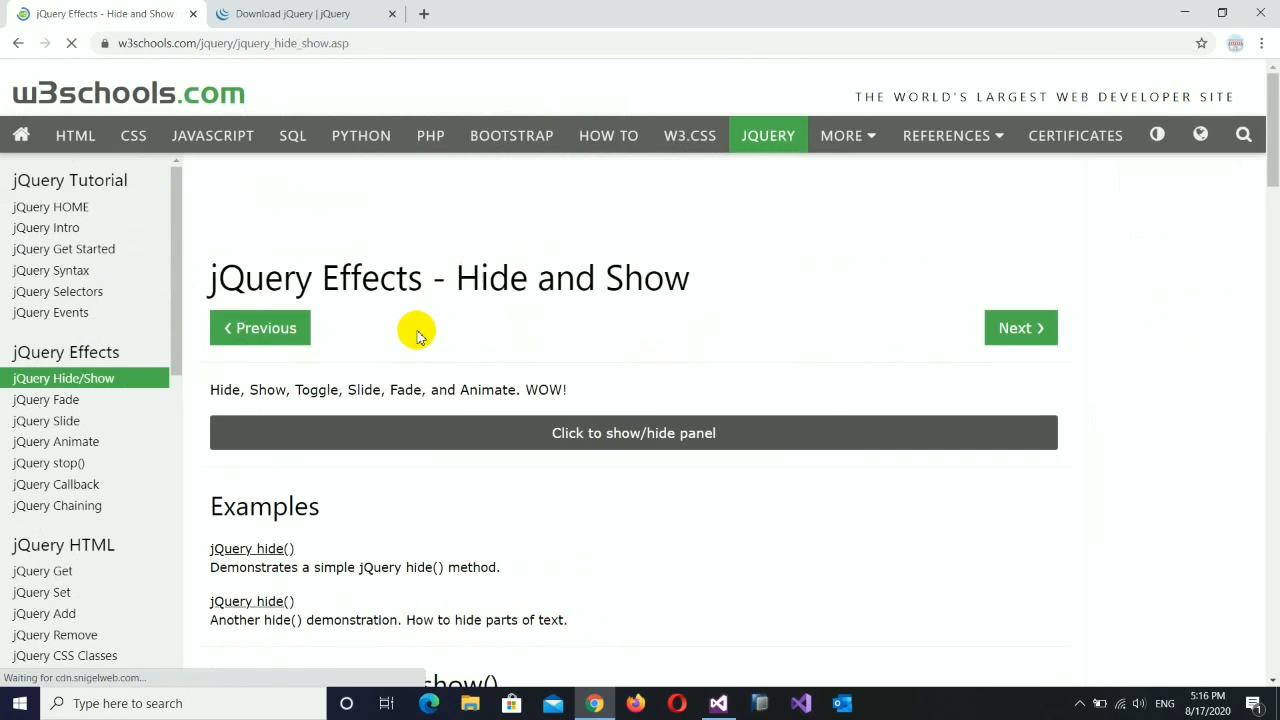 jQuery Effects - Hide and Show
Download jQuery | jQuery
w3schools.com/jquery/jquery_hide_show.asp
w3schools.com
THE WORLD'S LARGEST WEB DEVELOPER SITE
HTML CSS JAVASCRIPT SQL PYTHON PHP BOOTSTRAP HOW TO W3.CSS JQUERY MORE REFERENCES CERTIFICATES
jQuery Tutorial
jQuery HOME
jQuery Intro
jQuery Get Started
jQuery Syntax
jQuery Selectors
jQuery Events
jQuery Effects
jQuery Hide/Show
jQuery Fade
jQuery Slide
jQuery Animate
jQuery stop()
jQuery Callback
jQuery Chaining
jQuery HTML
jQuery Get
jQuery Set
jQuery Add
jQuery Remove
jQuery CSS Classes
jQuery Effects - Hide and Show
❮ Previous
Next ❯
Hide, Show, Toggle, Slide, Fade, and Animate. WOW!
Click to show/hide panel
Examples
jQuery hide()
Demonstrates a simple jQuery hide() method.
jQuery hide()
Another hide() demonstration. How to hide parts of text.
show()
Waiting for cdn.snigelweb.com...
Type here to search
ENG
5:16 PM
8/17/2020